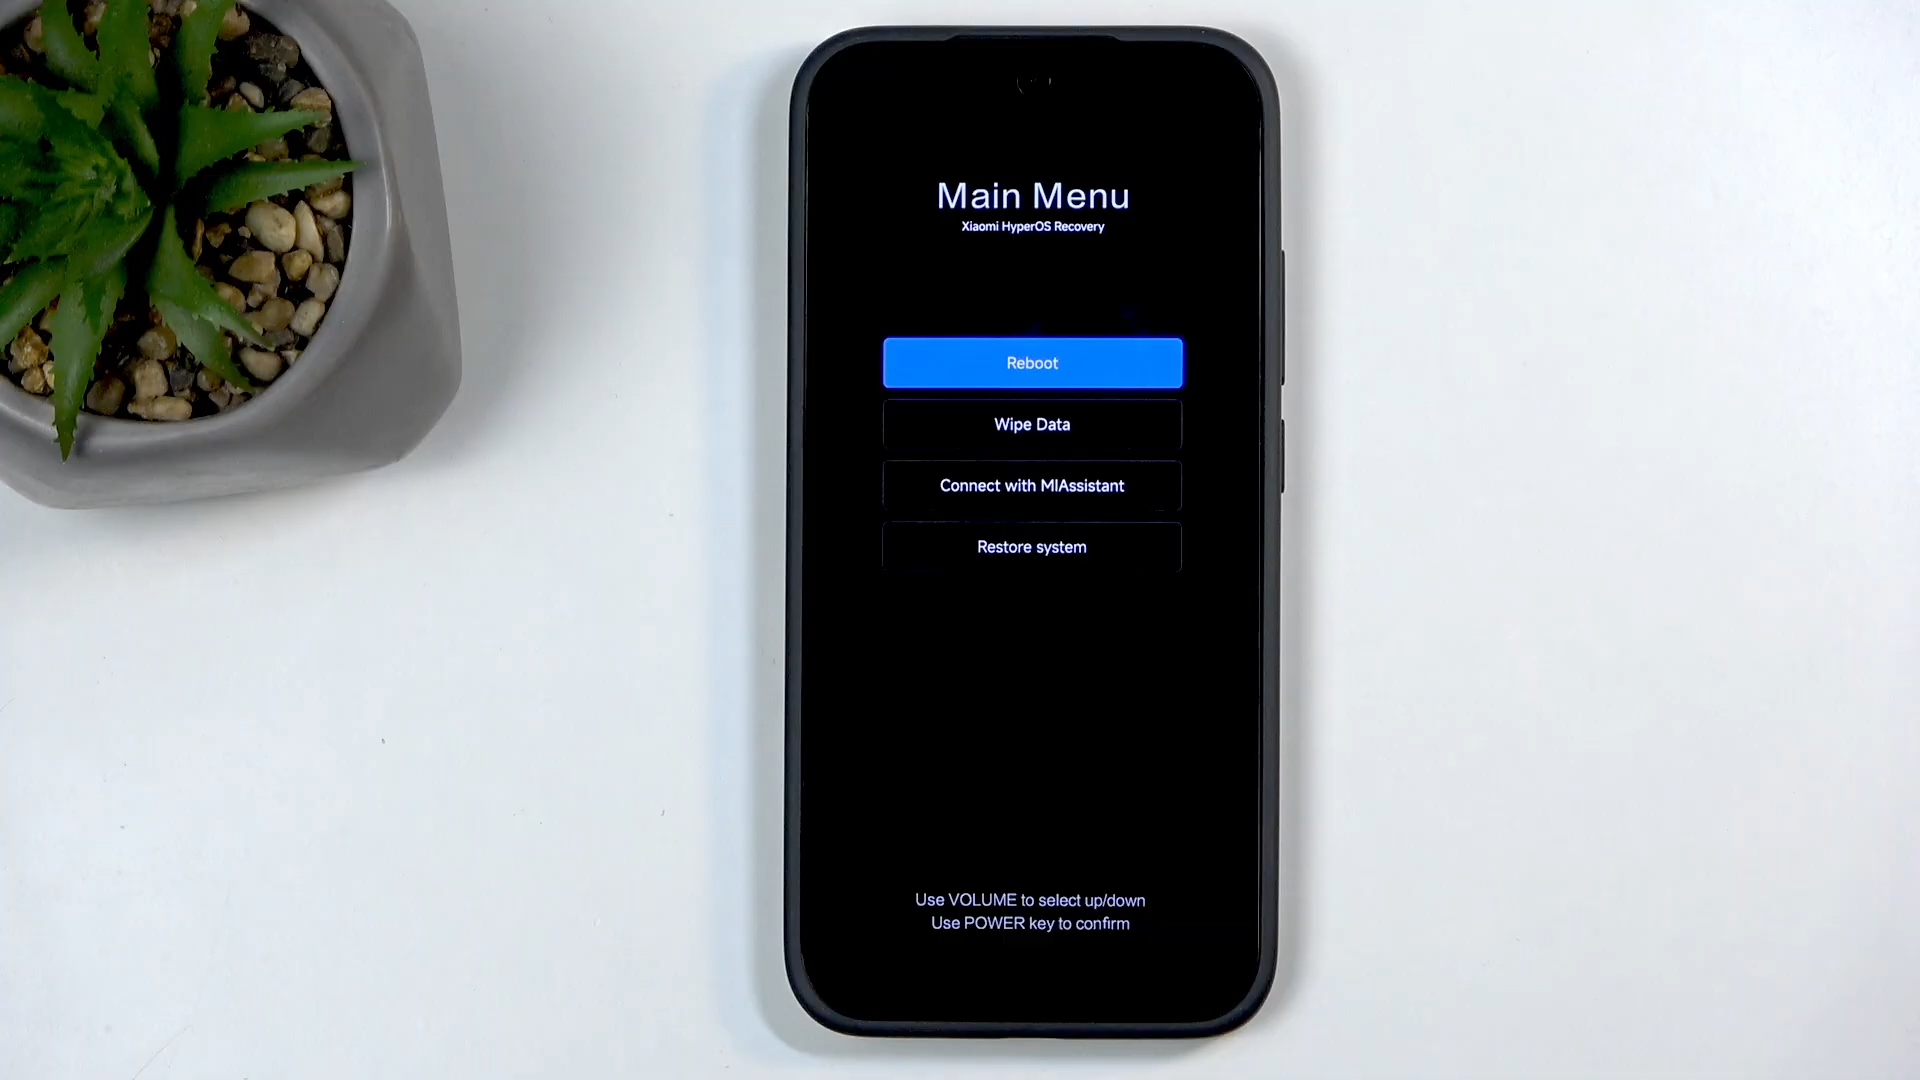 Main Menu
Xiaomi HyperOS Recovery
Reboot
Wipe Data
Connect with MIAssistant
Restore system
Use VOLUME to select up/down
Use POWER key to confirm